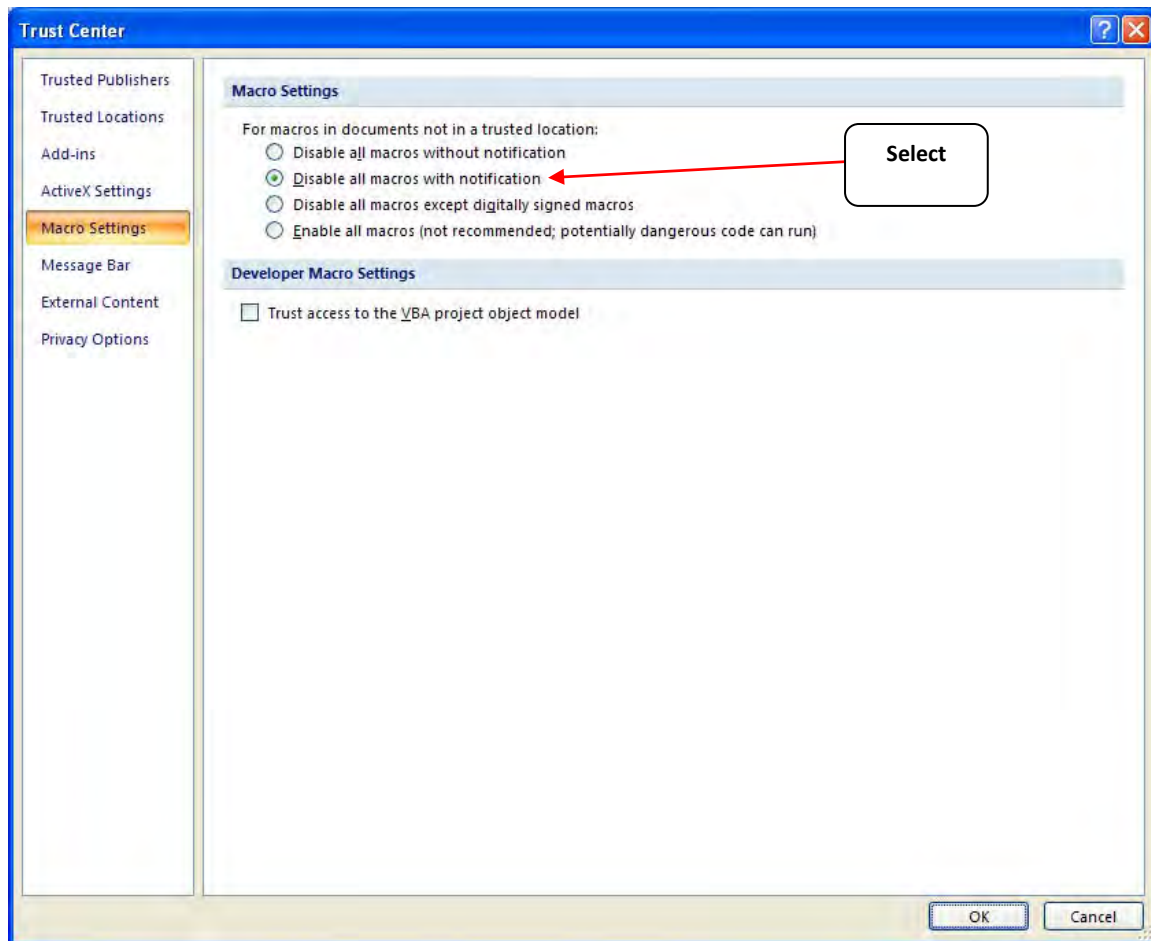 Trust Center
Trusted Publishers
Trusted Locations
Add-ins
ActiveX Settings
Macro Settings
Message Bar
External Content
Privacy Options
Macro Settings
For macros in documents not in a trusted location:
Disable all macros without notification
Disable all macros with notification
Disable all macros except digitally signed macros
Enable all macros (not recommended; potentially dangerous code can run)
Select
Developer Macro Settings
Trust access to the VBA project object model
OK
Cancel